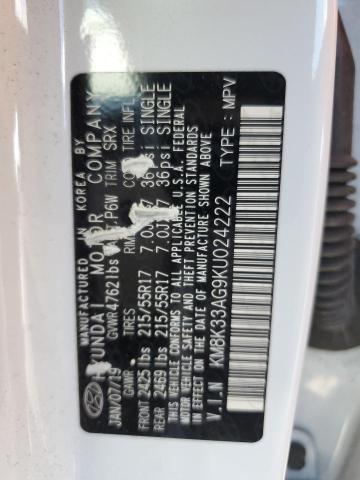 MANUFACTURED IN KOREA BY
HYUNDAI MOTOR COMPANY
JAN/07/19 GVWR 4762 lbs P6W TRIM SRX
TIRES RIM COLD TIRE INFL.
FRONT 2425 lbs 215/55R17 7.0JX17 36psi SINGLE
REAR 2469 lbs 215/55R17 7.0JX17 36psi SINGLE
THIS VEHICLE CONFORMS TO ALL APPLICABLE U.S.A. FEDERAL
MOTOR VEHICLE SAFETY AND THEFT PREVENTION STANDARDS
IN EFFECT ON THE DATE OF MANUFACTURE SHOWN ABOVE
V.I.N KM8K33AG9KU024222 TYPE: MPV